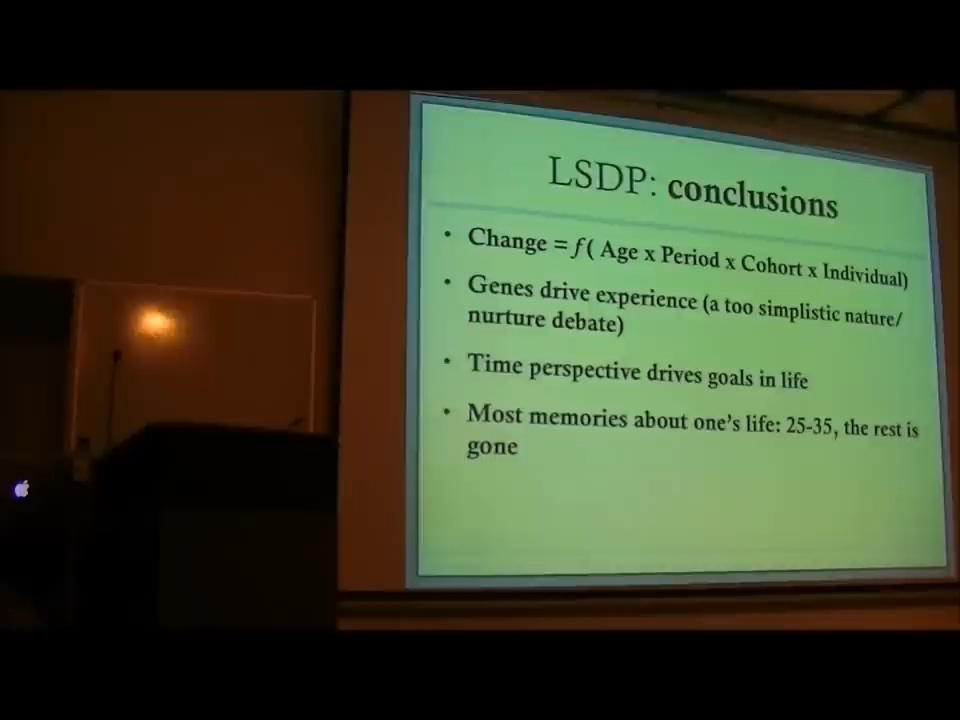 LSDP: conclusions
• Change = f( Age x Period x Cohort x Individual)
• Genes drive experience (a too simplistic nature/
nurture debate)
• Time perspective drives goals in life
• Most memories about one's life: 25-35, the rest is
gone